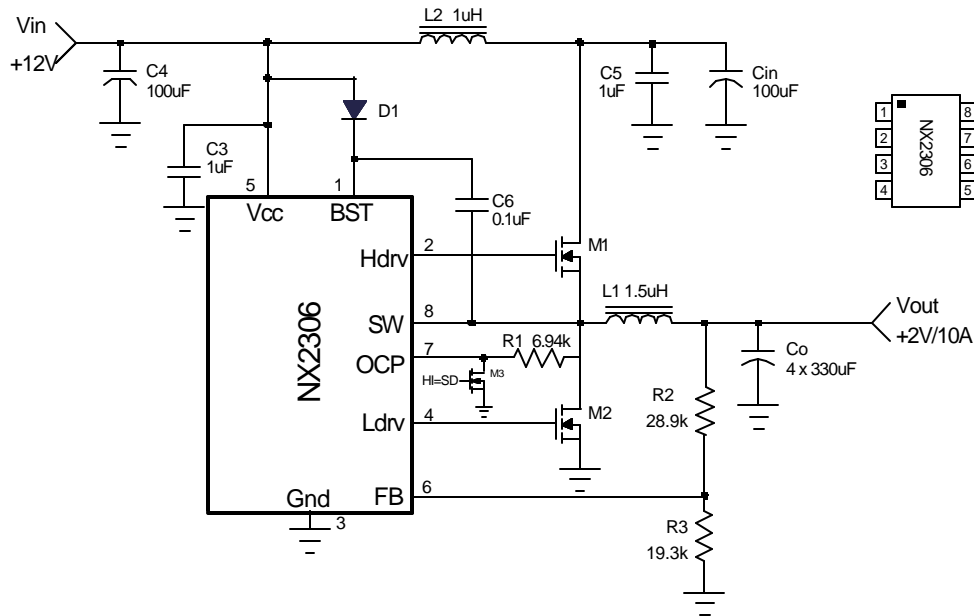 L2 1uH
Vin
+12V
C4
100uF
C5
1uF
Cin
100uF
D1
C3
1uF
5
1
Vcc
BST
C6
0.1uF
Hdrv
2
M1
NX2306
SW
8
L1 1.5uH
Vout
+2V/10A
OCP
7
R1 6.94k
HI=SD
M3
Co
4 x 330uF
Ldrv
4
M2
R2
28.9k
Gnd
3
FB
6
R3
19.3k
1
2
3
4
NX2306
8
7
6
5